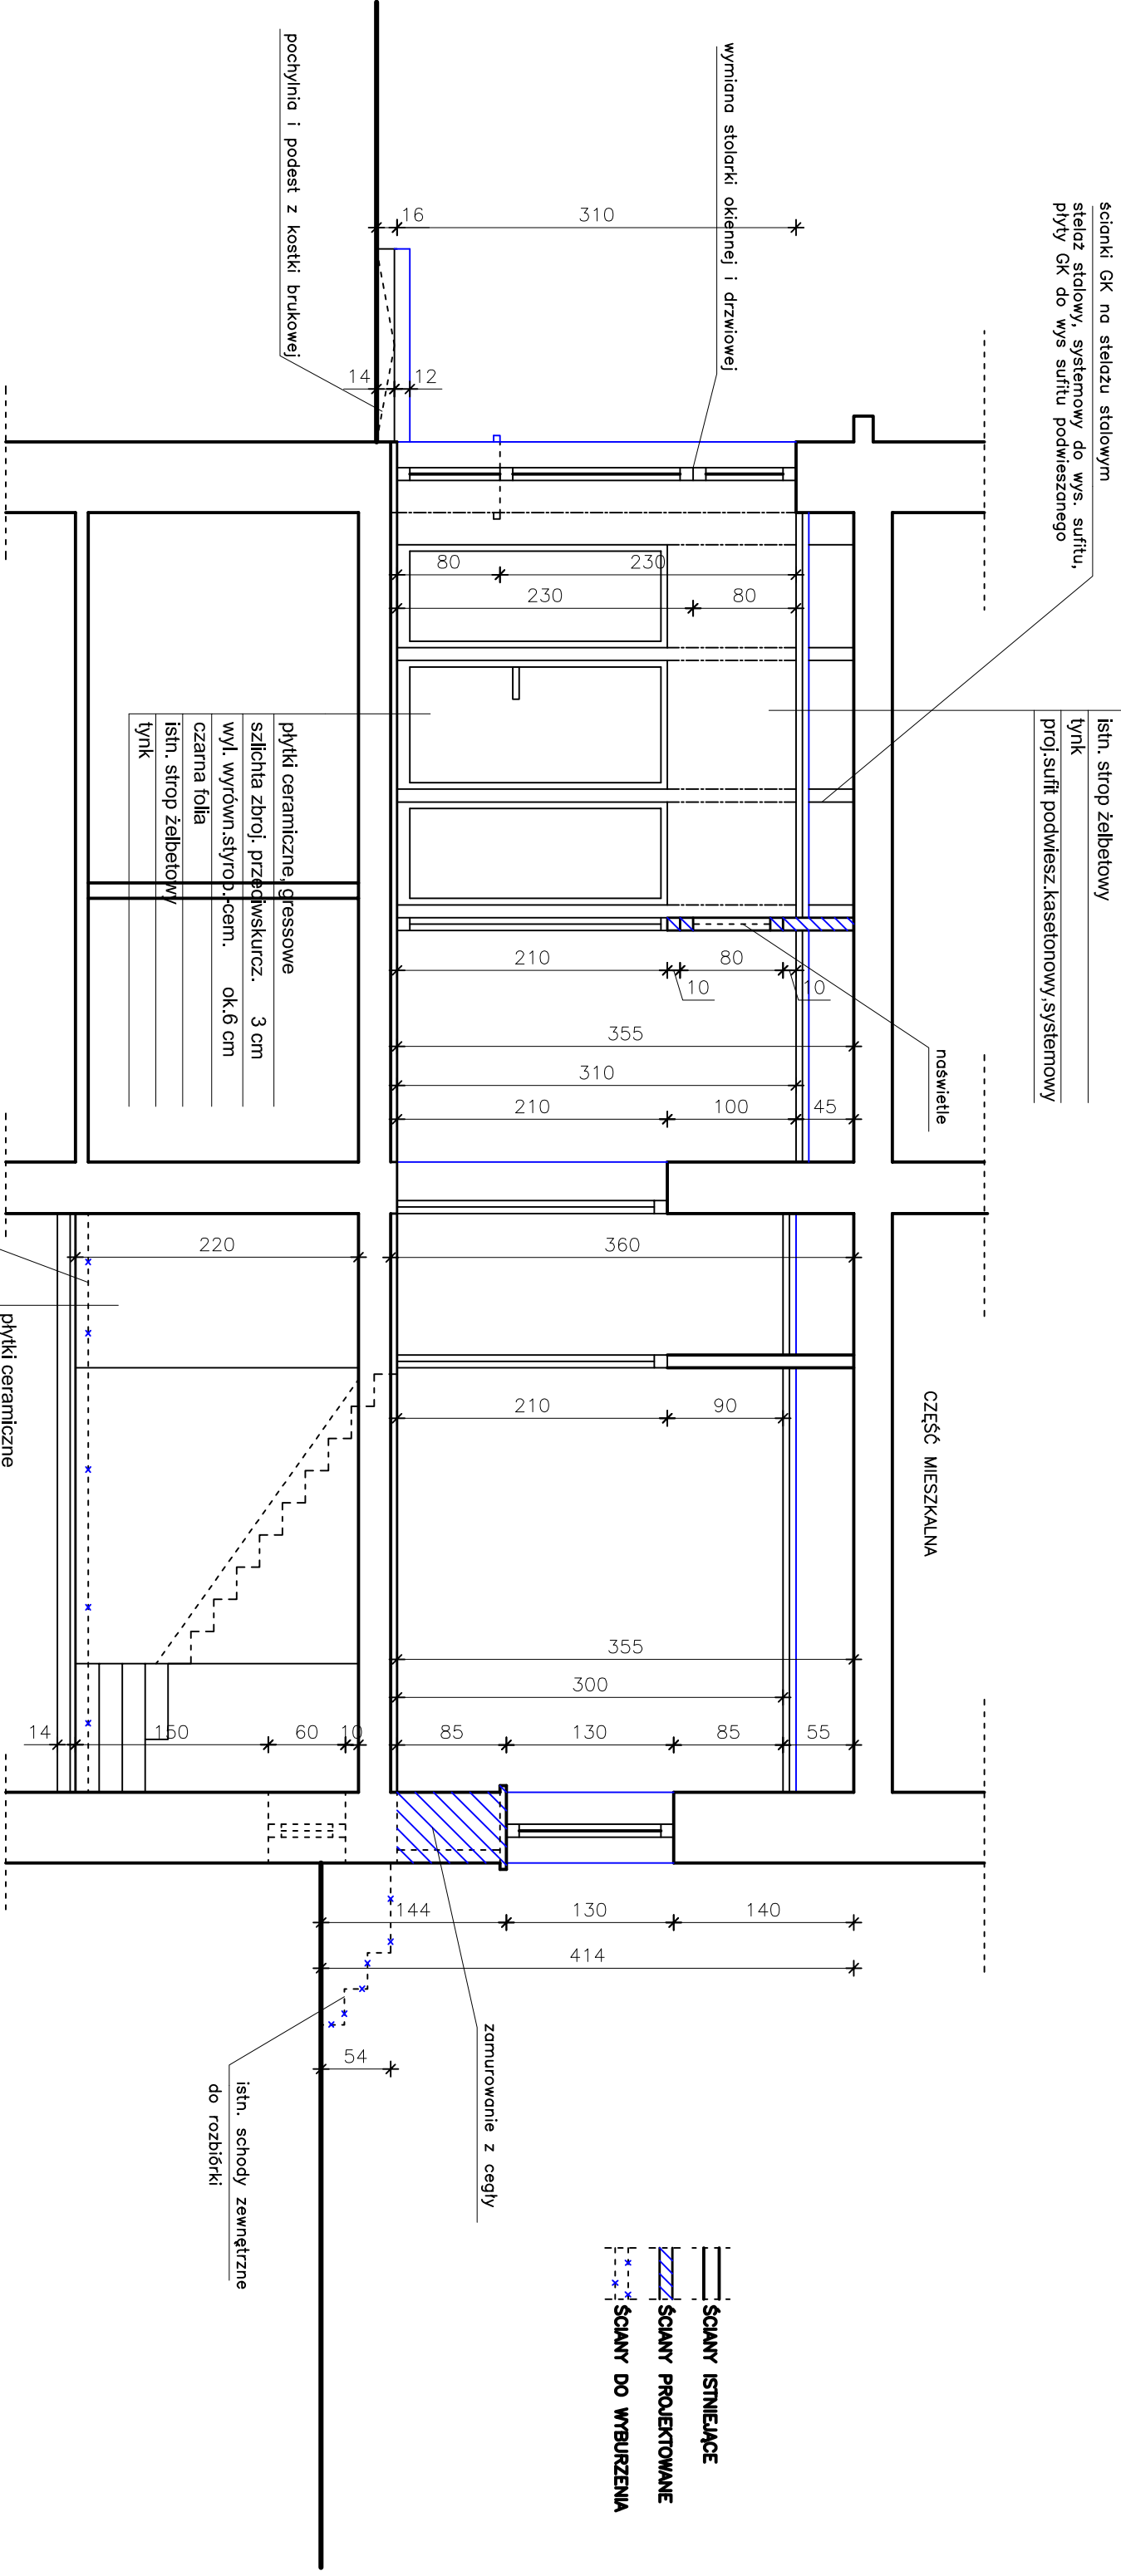 ścianki GK na stelażu stalowym
stelaż stalowy, systemowy do wys. sufitu,
płyty GK do wys sufitu podwieszanego
istn. strop żelbetowy
tynk
proj.sufit podwiesz.kasetonowy,systemowy
wymiana stolarki okiennej i drzwiowej
pochylnia i podest z kostki brukowej
naświetle
CZĘŚĆ MIESZKALNA
płytki ceramiczne,gressowe
szlichta zbroj. przeciwskurcz. 3 cm
wyl. wyrówn.styrop.-cem. ok.6 cm
czarna folia
istn. strop żelbetowy
tynk
płytki ceramiczne
zamurowanie z cegły
istn. schody zewnętrzne
do rozbiórki
ŚCIANY ISTNIEJĄCE
ŚCIANY PROJEKTOWANE
ŚCIANY DO WYBURZENIA
16
310
14
12
80
230
230
80
210
10
80
10
355
310
210
100
45
220
360
210
90
355
300
14
150
60
10
85
130
85
55
144
130
140
414
54